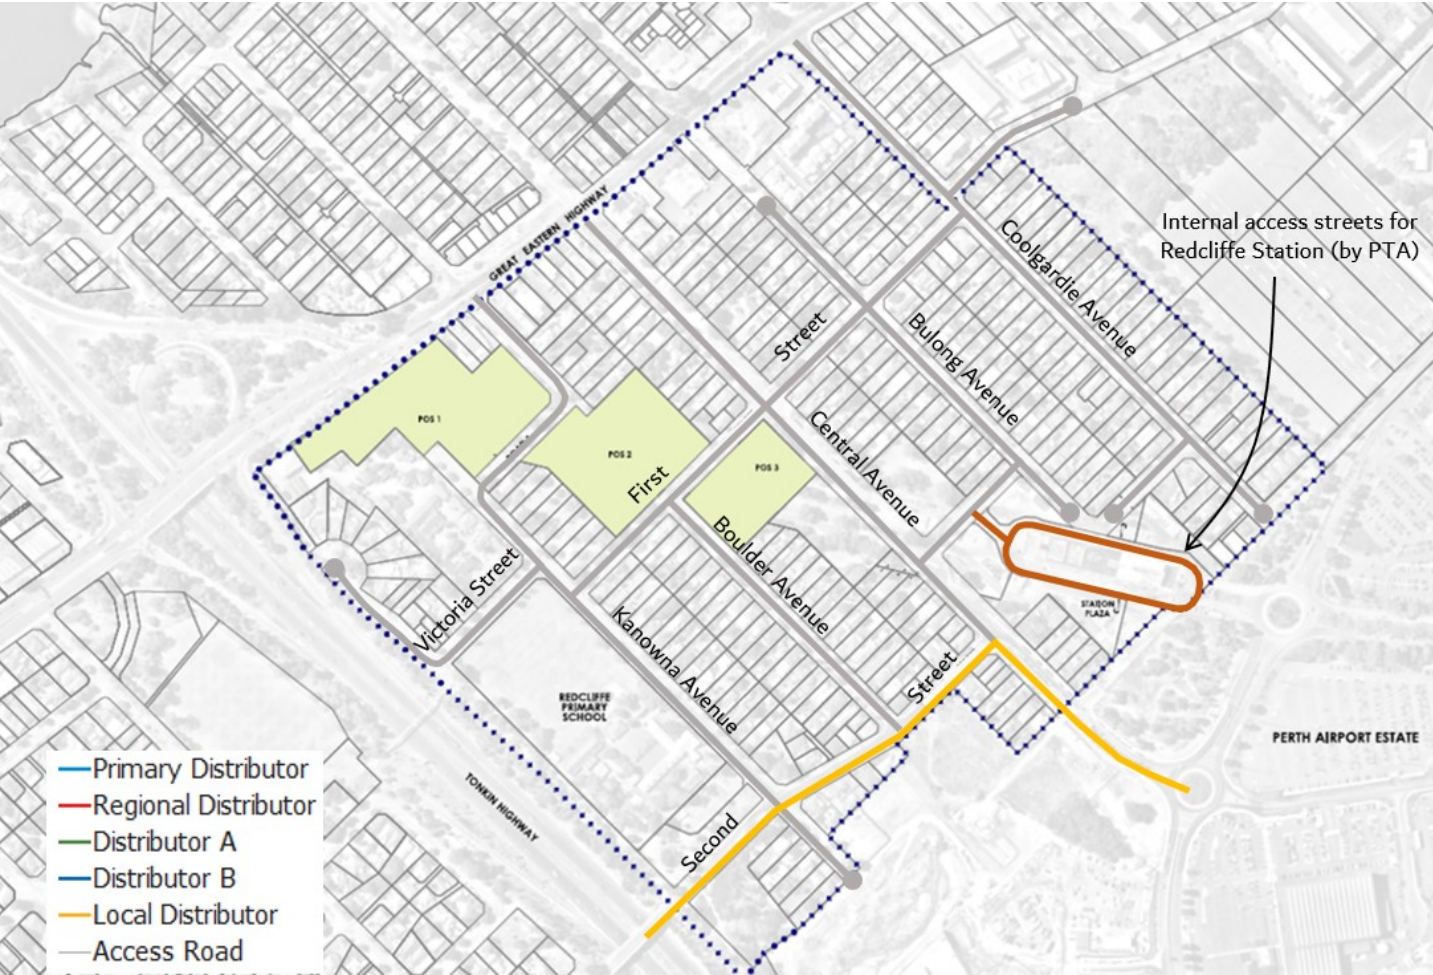 GREAT EASTERN HIGHWAY
Internal access streets for
Redcliffe Station (by PTA)
Coolgardie Avenue
Street
Bulong Avenue
POS 1
POS 2
POS 3
Central Avenue
First
Boulder Avenue
Victoria Street
Kanowna Avenue
STATION
PLAZA
Street
REDCLIFFE
PRIMARY
SCHOOL
PERTH AIRPORT ESTATE
TONKIN HIGHWAY
Second
Primary Distributor
Regional Distributor
Distributor A
Distributor B
Local Distributor
Access Road